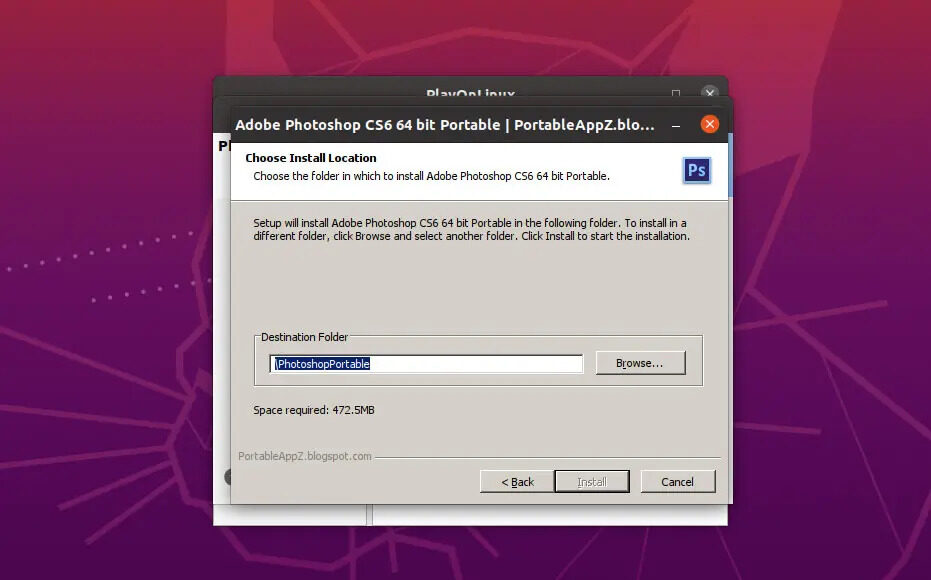 PlayOnLinux
Adobe Photoshop CS6 64 bit Portable | PortableAppZ.blo...
Choose Install Location
Choose the folder in which to install Adobe Photoshop CS6 64 bit Portable.
Ps
Setup will install Adobe Photoshop CS6 64 bit Portable in the following folder. To install in a
different folder, click Browse and select another folder. Click Install to start the installation.
Destination Folder
\PhotoshopPortable
Browse...
Space required: 472.5MB
PortableAppZ.blogspot.com
< Back
Install
Cancel